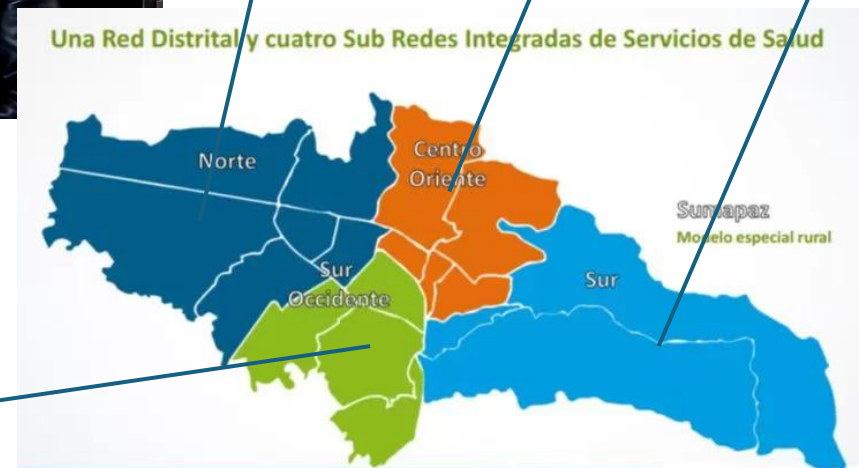 Una Red Distrital y cuatro Sub Redes Integradas de Servicios de Salud
Norte
Centro
Oriente
Sumapaz
Modelo especial rural
Sur
Occidente
Sur